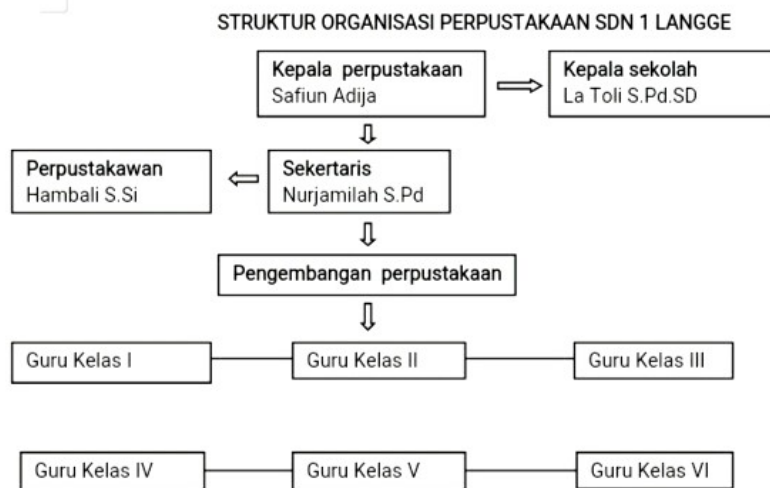 STRUKTUR ORGANISASI PERPUSTAKAAN SDN 1 LANGGE
Kepala perpustakaan
Safiun Adija
Kepala sekolah
La Toli S.Pd.SD
Perpustakawan
Hambali S.Si
Sekertaris
Nurjamilah S.Pd
Pengembangan perpustakaan
Guru Kelas I
Guru Kelas II
Guru Kelas III
Guru Kelas IV
Guru Kelas V
Guru Kelas VI